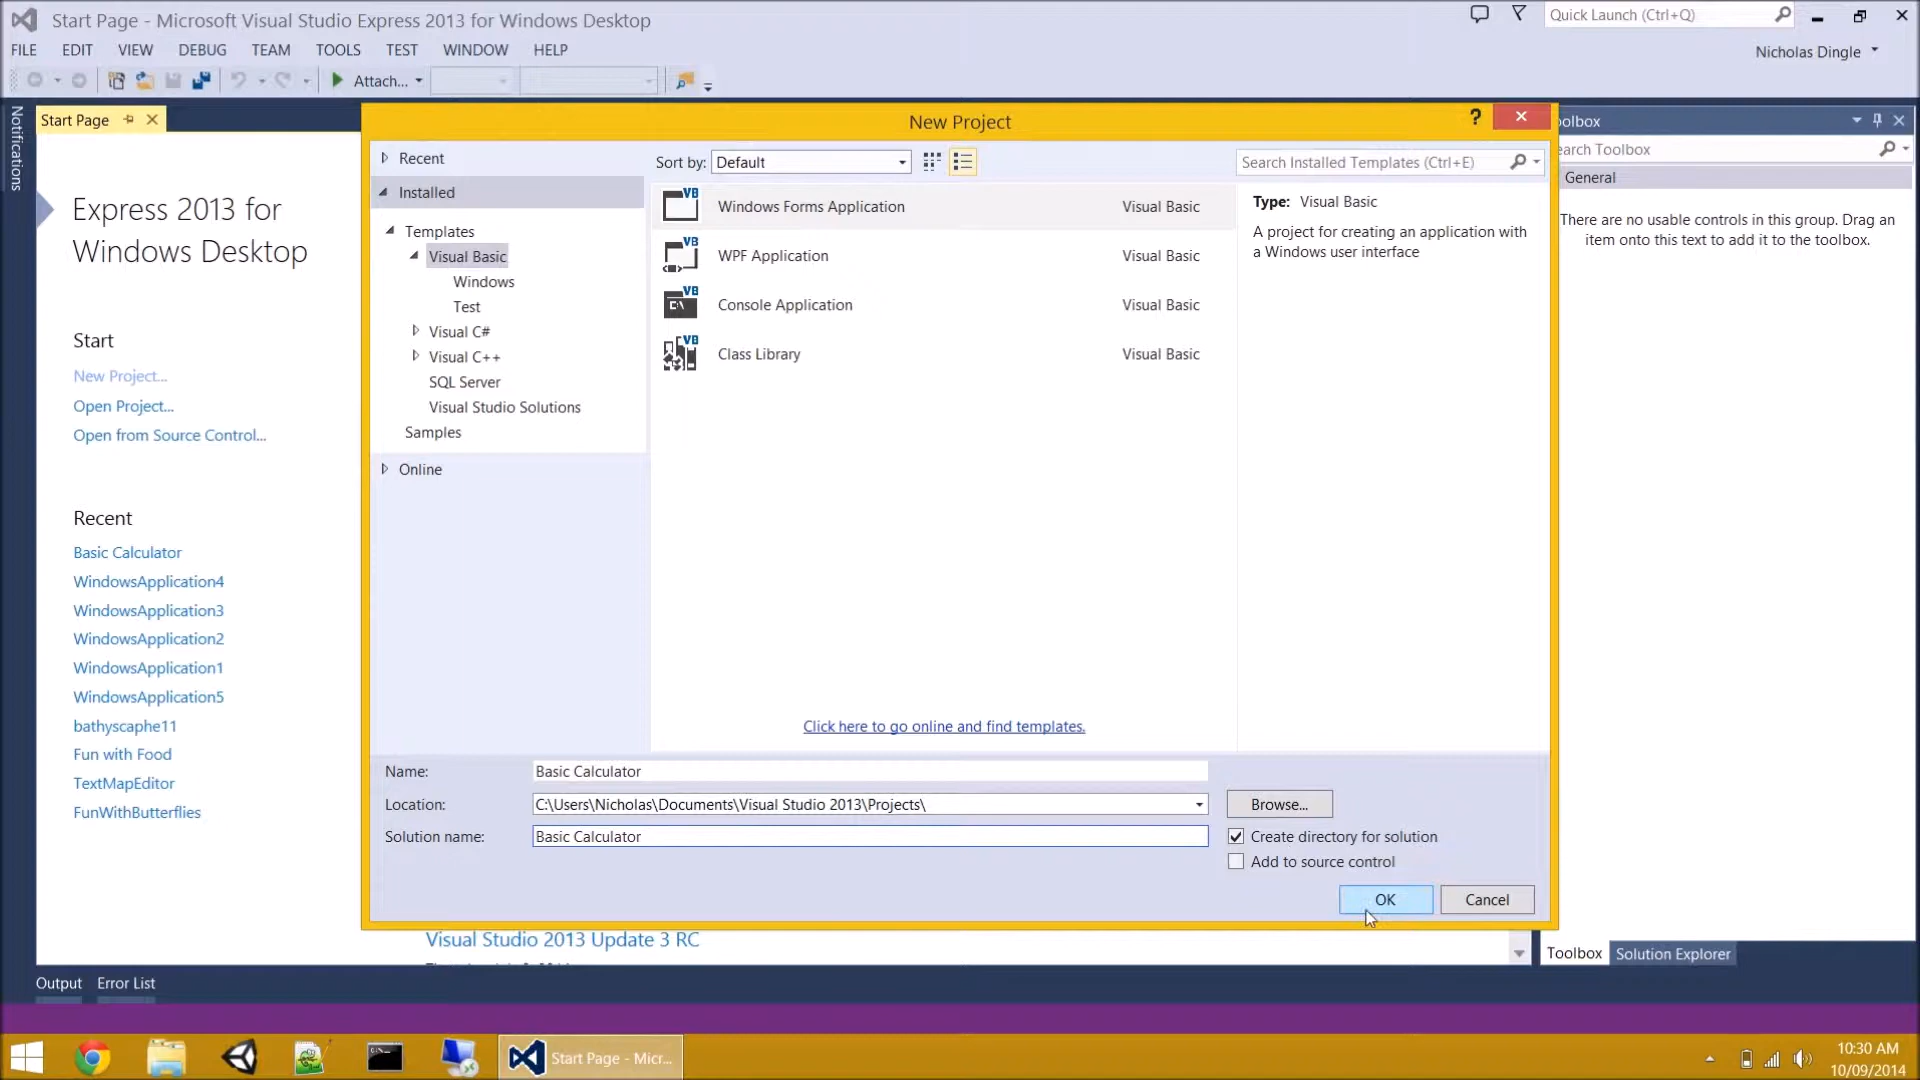 Start Page - Microsoft Visual Studio Express 2013 for Windows Desktop
Quick Launch (Ctrl+Q)
FILE EDIT VIEW DEBUG TEAM TOOLS TEST WINDOW HELP
Nicholas Dingle
Attach...
Notifications
Start Page
Express 2013 for
Windows Desktop
Start
New Project...
Open Project...
Open from Source Control...
Recent
Basic Calculator
WindowsApplication4
WindowsApplication3
WindowsApplication2
WindowsApplication1
WindowsApplication5
bathyscaphe11
Fun with Food
TextMapEditor
FunWithButterflies
New Project
?
Recent
Installed
Templates
Visual Basic
Windows
Test
Visual C#
Visual C++
SQL Server
Visual Studio Solutions
Samples
Online
Sort by: Default
Search Installed Templates (Ctrl+E)
VB Windows Forms Application Visual Basic
VB WPF Application Visual Basic
VB C:\ Console Application Visual Basic
VB Class Library Visual Basic
Click here to go online and find templates.
Type: Visual Basic
A project for creating an application with
a Windows user interface
Name: Basic Calculator
Location: C:\Users\Nicholas\Documents\Visual Studio 2013\Projects\
Browse...
Solution name: Basic Calculator
Create directory for solution
Add to source control
OK Cancel
Visual Studio 2013 Update 3 RC
oolbox
earch Toolbox
General
There are no usable controls in this group. Drag an
item onto this text to add it to the toolbox.
Toolbox Solution Explorer
Output Error List
Start Page - Micr...
10:30 AM
10/09/2014